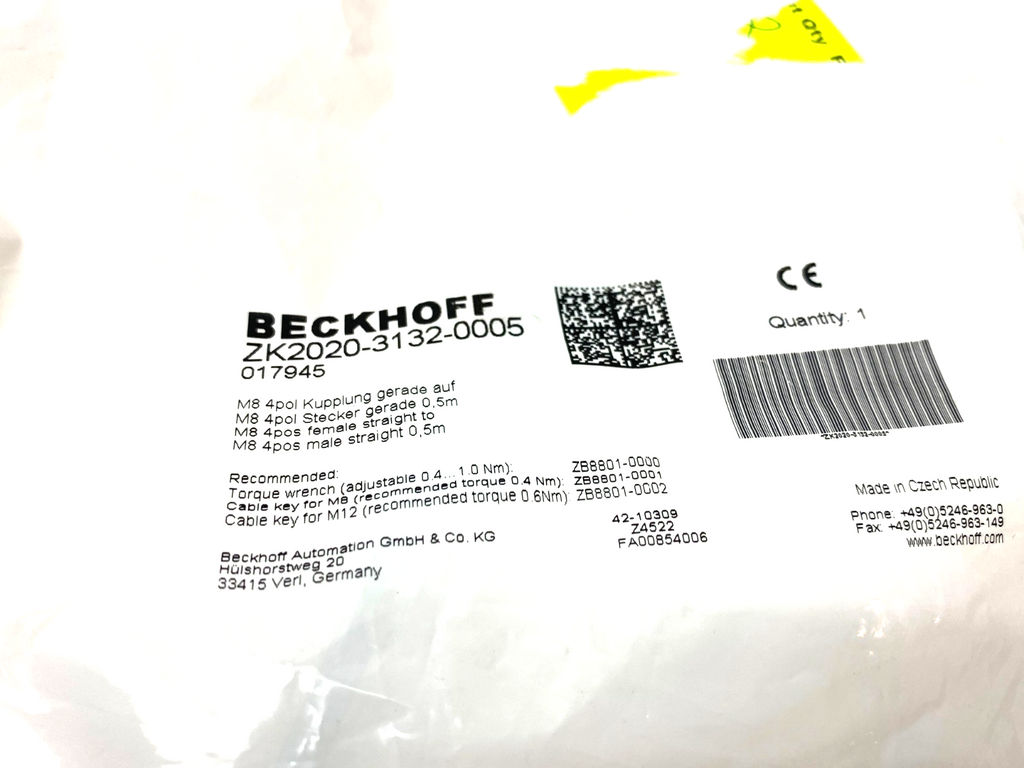 Qty
BECKHOFF
ZK2020-3132-0005
017945
M8 4pol Kupplung gerade auf
M8 4pol Stecker gerade 0,5m
M8 4pos female straight to
M8 4pos male straight 0,5m
Recommended:
Torque wrench (adjustable 0.4...1.0 Nm): ZB8801-0000
Cable key for M8 (recommended torque 0.4 Nm): ZB8801-0001
Cable key for M12 (recommended torque 0.6Nm): ZB8801-0002
Beckhoff Automation GmbH & Co. KG
Hülshorstweg 20
33415 Verl, Germany
42-10309
Z4522
FA00854006
CE
Quantity: 1
*ZK2020-3132-0005*
Made in Czech Republic
Phone: +49(0)5246-963-0
Fax: +49(0)5246-963-149
www.beckhoff.com